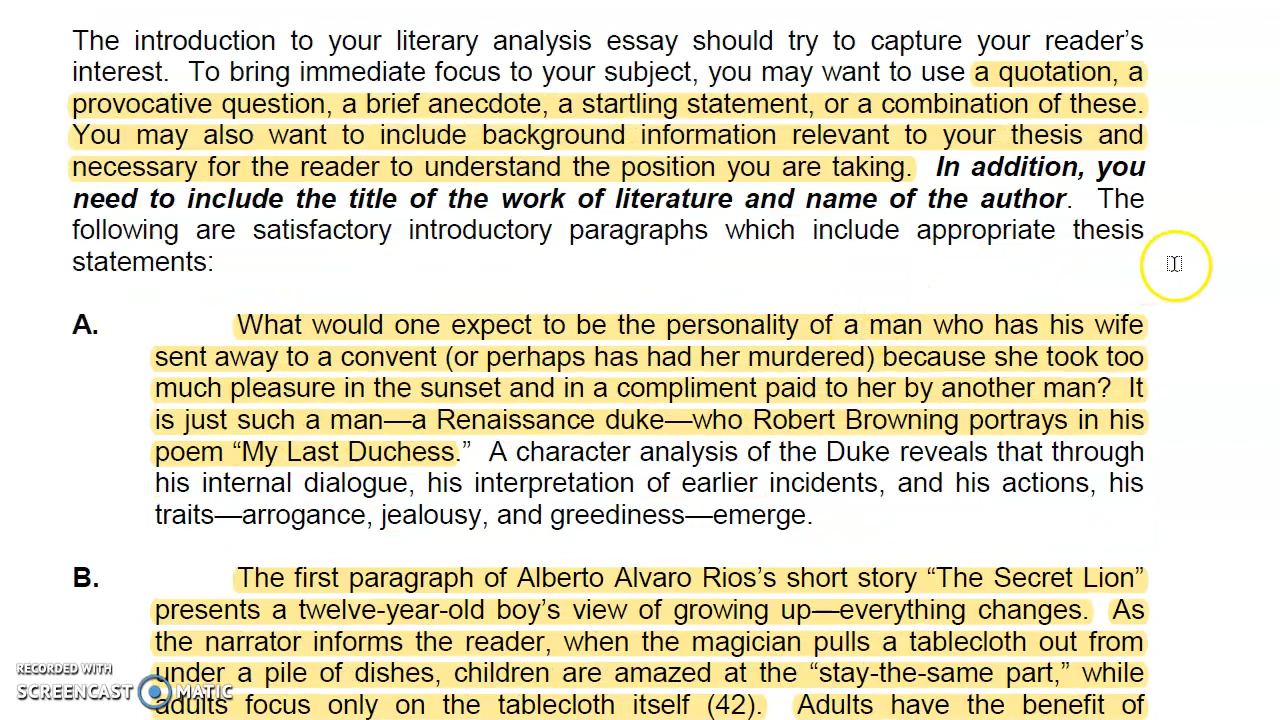 The introduction to your literary analysis essay should try to capture your reader's
interest. To bring immediate focus to your subject, you may want to use a quotation, a
provocative question, a brief anecdote, a startling statement, or a combination of these.
You may also want to include background information relevant to your thesis and
necessary for the reader to understand the position you are taking. In addition, you
need to include the title of the work of literature and name of the author. The
following are satisfactory introductory paragraphs which include appropriate thesis
statements:
A. What would one expect to be the personality of a man who has his wife
sent away to a convent (or perhaps has had her murdered) because she took too
much pleasure in the sunset and in a compliment paid to her by another man? It
is just such a man—a Renaissance duke—who Robert Browning portrays in his
poem “My Last Duchess.” A character analysis of the Duke reveals that through
his internal dialogue, his interpretation of earlier incidents, and his actions, his
traits—arrogance, jealousy, and greediness—emerge.
B. The first paragraph of Alberto Alvaro Rios's short story “The Secret Lion”
presents a twelve-year-old boy's view of growing up—everything changes. As
the narrator informs the reader, when the magician pulls a tablecloth out from
under a pile of dishes, children are amazed at the “stay-the-same part,” while
adults focus only on the tablecloth itself (42). Adults have the benefit of
RECORDED WITH
SCREENCAST MATIC